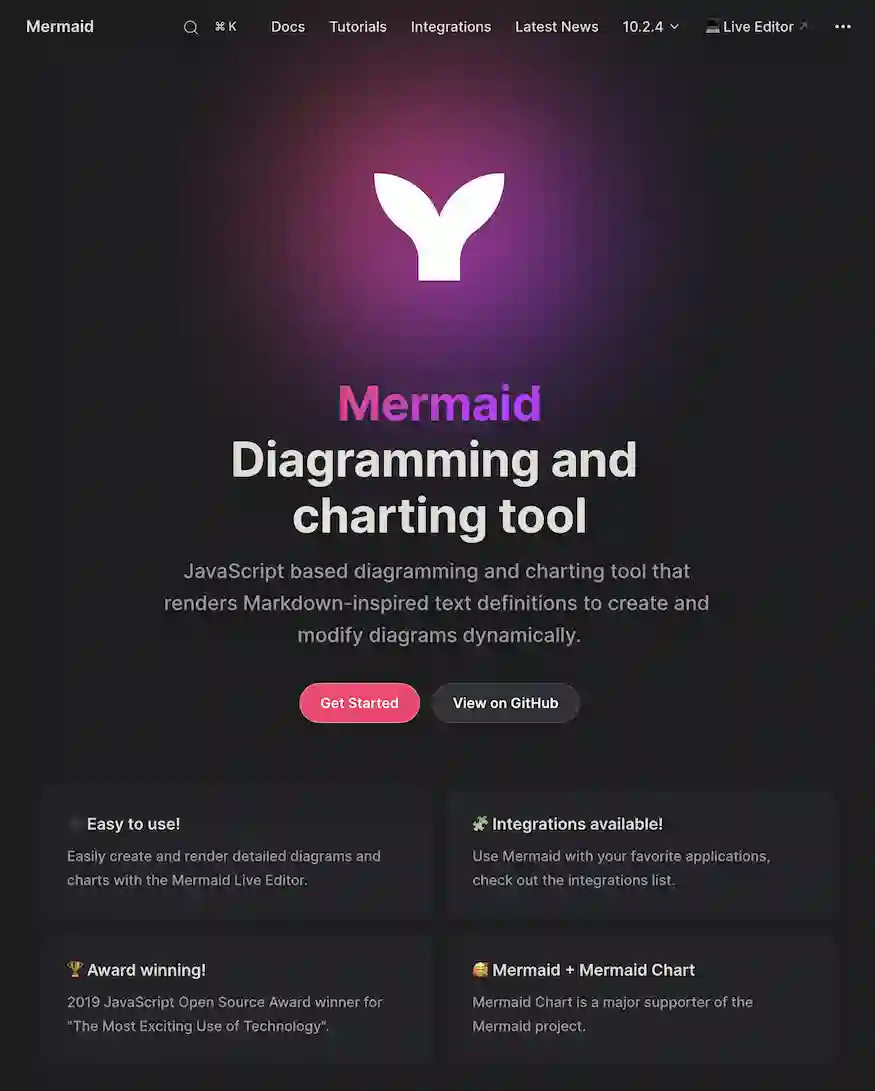 Mermaid ⌘ K Docs Tutorials Integrations Latest News 10.2.4 Live Editor
Mermaid
Diagramming and
charting tool
JavaScript based diagramming and charting tool that
renders Markdown-inspired text definitions to create and
modify diagrams dynamically.
Get Started View on GitHub
Easy to use!
Easily create and render detailed diagrams and
charts with the Mermaid Live Editor.
Integrations available!
Use Mermaid with your favorite applications,
check out the integrations list.
Award winning!
2019 JavaScript Open Source Award winner for
"The Most Exciting Use of Technology".
Mermaid + Mermaid Chart
Mermaid Chart is a major supporter of the
Mermaid project.